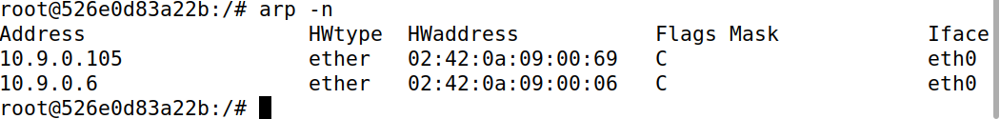 root@526e0d83a22b:/# arp -n
Address                  HWtype  HWaddress           Flags Mask            Iface
10.9.0.105               ether   02:42:0a:09:00:69   C                     eth0
10.9.0.6                 ether   02:42:0a:09:00:06   C                     eth0
root@526e0d83a22b:/#